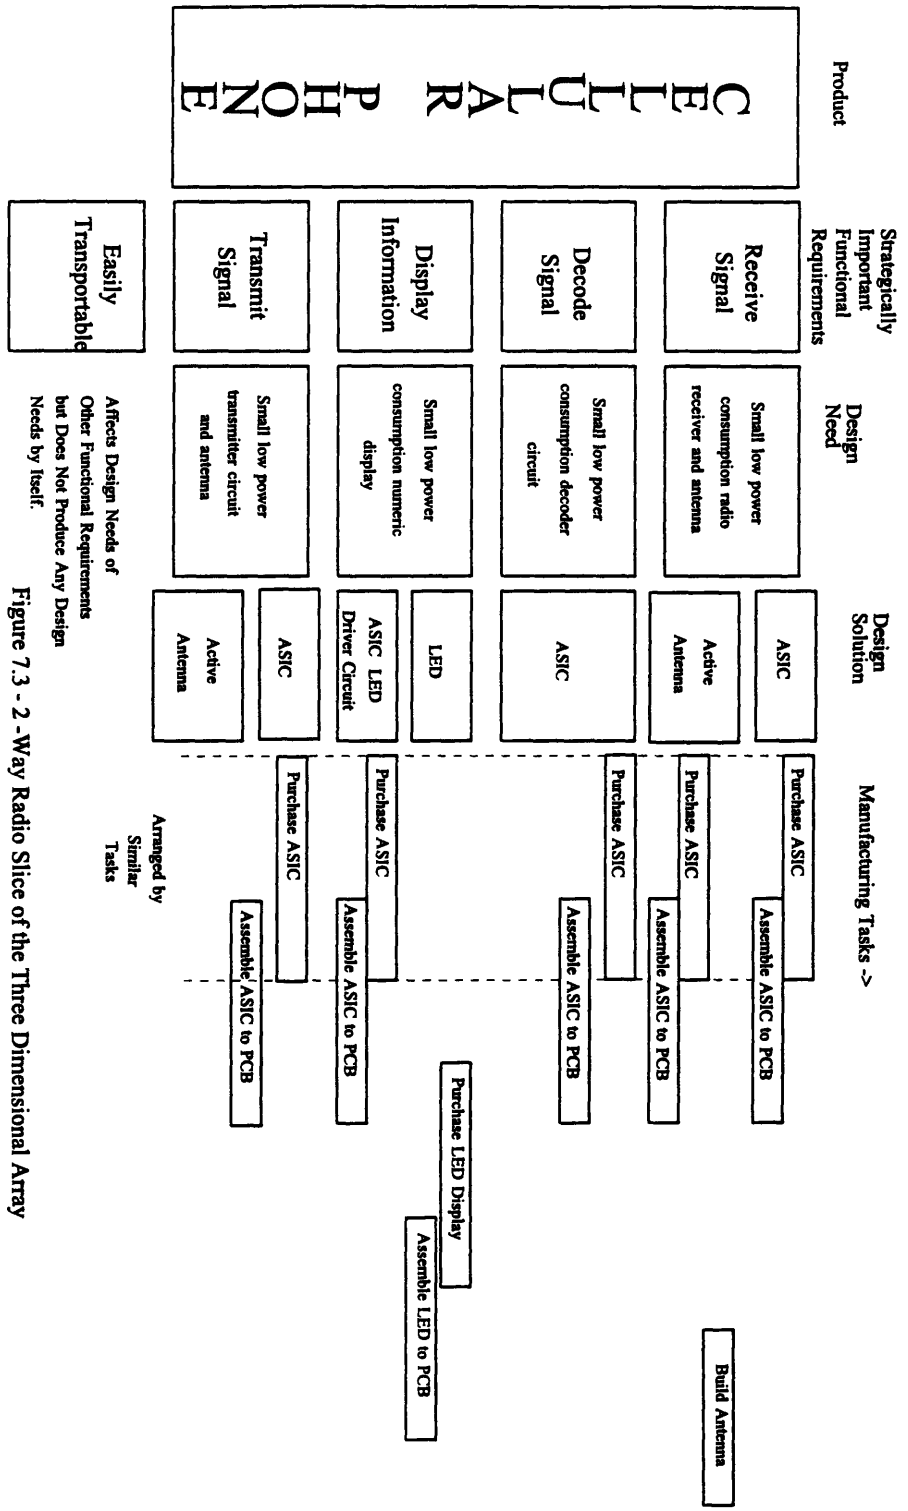 Product
Strategically
Important
Functional
Requirements
Design
Need
Design
Solution
Manufacturing Tasks ->
CELLULAR PHONE
Receive
Signal
Small low power
consumption radio
receiver and antenna
ASIC
Purchase ASIC
Assemble ASIC to PCB
Active
Antenna
Purchase ASIC
Assemble ASIC to PCB
Build Antenna
Decode
Signal
Small low power
consumption decoder
circuit
ASIC
Purchase ASIC
Assemble ASIC to PCB
Display
Information
Small low power
consumption numeric
display
LED
Purchase LED Display
Assemble LED to PCB
ASIC LED
Driver Circuit
Purchase ASIC
Assemble ASIC to PCB
Transmit
Signal
Small low power
transmitter circuit
and antenna
ASIC
Purchase ASIC
Assemble ASIC to PCB
Active
Antenna
Easily
Transportable
Affects Design Needs of
Other Functional Requirements
but Does Not Produce Any Design
Needs by Itself.
Arranged by
Similar
Tasks
Figure 7.3 - 2 -Way Radio Slice of the Three Dimensional Array